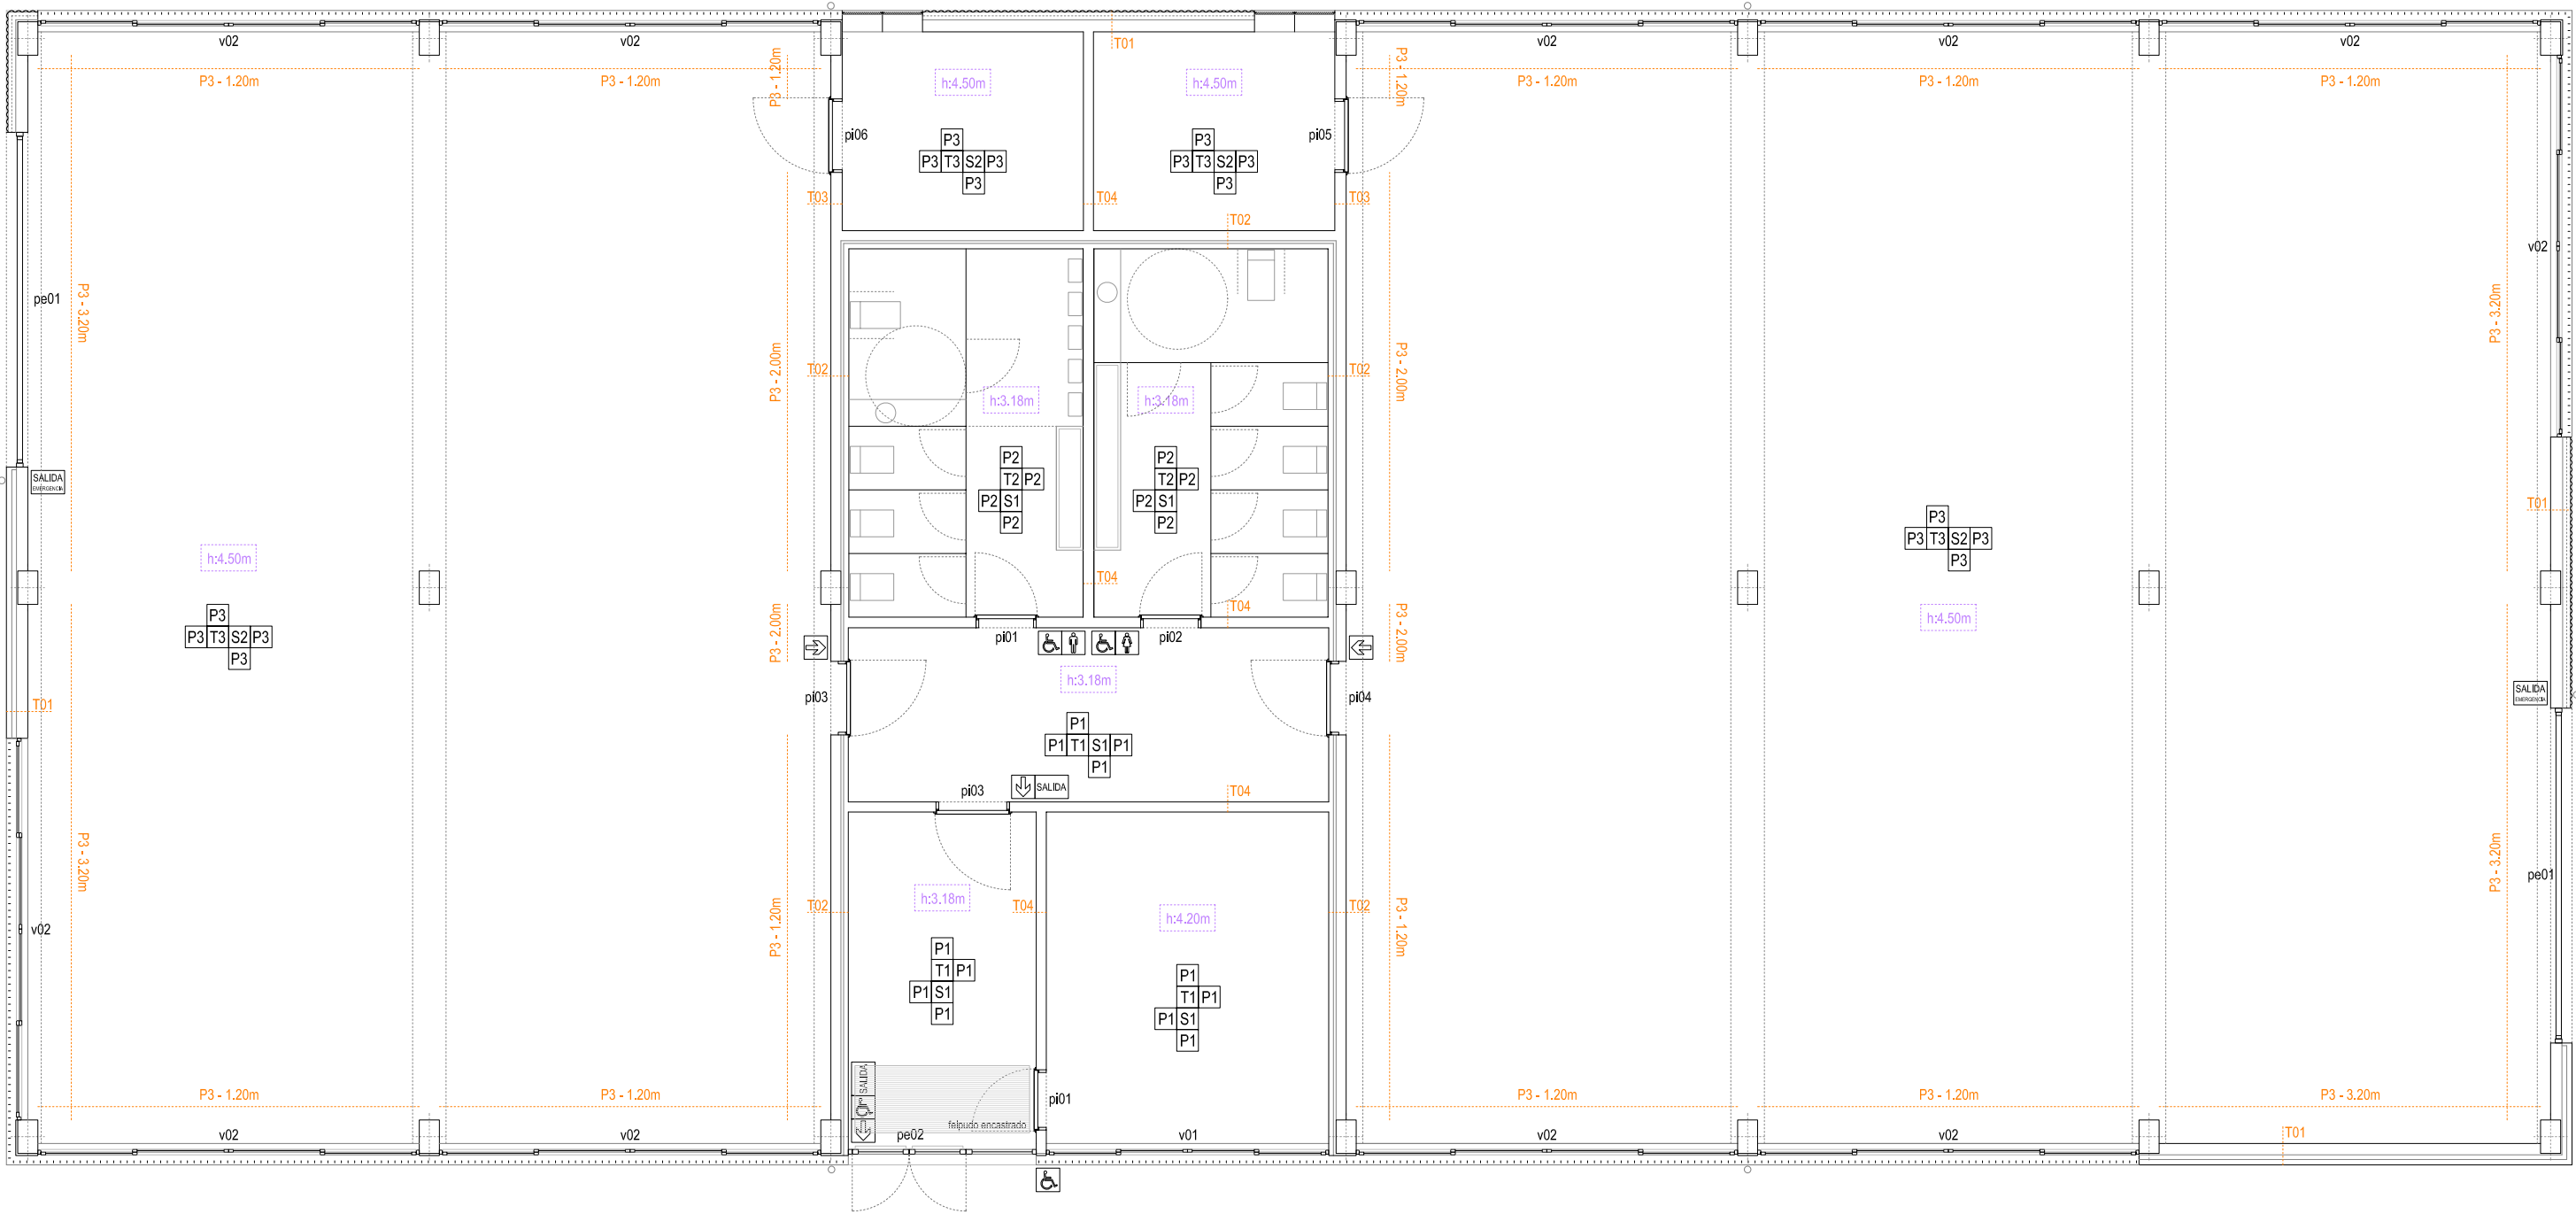 v02
v02
T01
v02
v02
v02
P3 - 1.20m
P3 - 1.20m
P3 - 1.20m
h:4.50m
h:4.50m
P3 - 1.20m
P3 - 1.20m
P3 - 1.20m
P3 - 1.20m
pi06
pi05
P3
P3 T3 S2 P3
P3
P3
P3 T3 S2 P3
P3
T03
T04
T03
T02
v02
pe01
P3 - 3.20m
P3 - 3.20m
P3 - 2.00m
T02
T02
P3 - 2.00m
h:3.18m
h:3.18m
P2
T2 P2
P2 S1
P2
P2
T2 P2
P2 S1
P2
SALIDA
EMERGENCIA
T01
P3
P3 T3 S2 P3
P3
h:4.50m
T04
T04
h:4.50m
P3
P3 T3 S2 P3
P3
P3 - 2.00m
pi01
pi02
P3 - 2.00m
h:3.18m
SALIDA
EMERGENCIA
T01
pi03
pi04
P1
P1 T1 S1 P1
P1
SALIDA
pi03
T04
P3 - 3.20m
P3 - 3.20m
pe01
h:3.18m
T02
T04
h:4.20m
T02
P3 - 1.20m
P3 - 1.20m
v02
P1
T1 P1
P1 S1
P1
P1
T1 P1
P1 S1
P1
SALIDA
P3 - 1.20m
P3 - 1.20m
pi01
P3 - 1.20m
P3 - 1.20m
P3 - 3.20m
felpudo encastrado
v02
v02
pe02
v01
v02
v02
T01